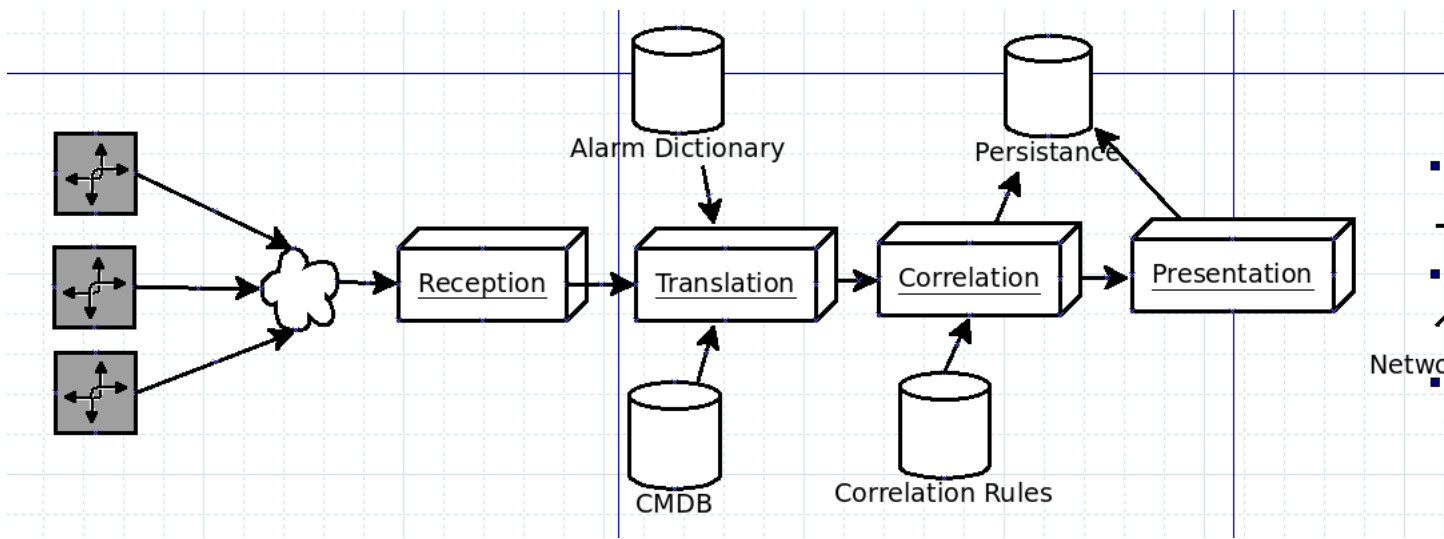 Alarm Dictionary
Persistance
Reception
Translation
Correlation
Presentation
CMDB
Correlation Rules